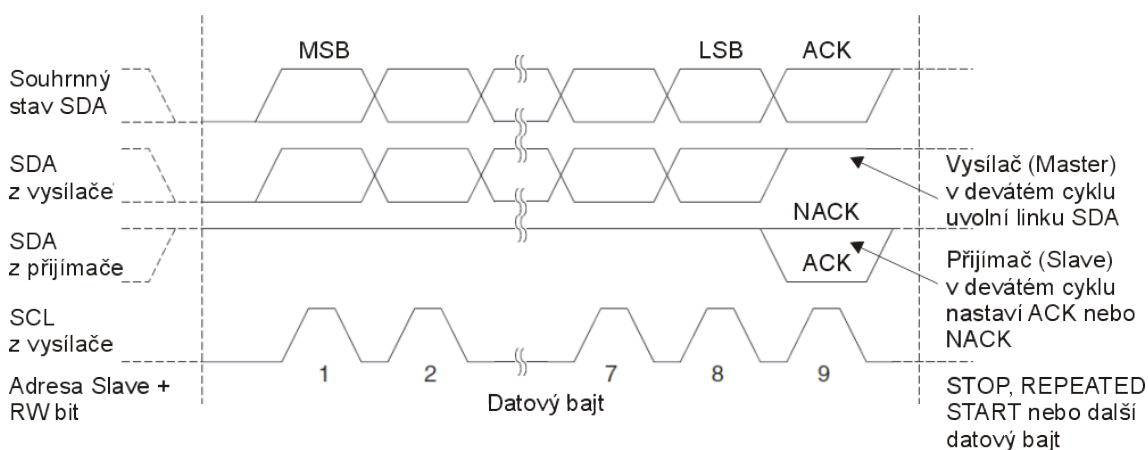 MSB
LSB
ACK
Souhrnný
stav SDA
SDA
z vysílače
Vysílač (Master)
v devátém cyklu
uvolní linku SDA
NACK
SDA
z přijímače
ACK
Přijímač (Slave)
v devátém cyklu
nastaví ACK nebo
NACK
SCL
z vysílače
1
2
7
8
9
Adresa Slave +
RW bit
Datový bajt
STOP, REPEATED
START nebo další
datový bajt